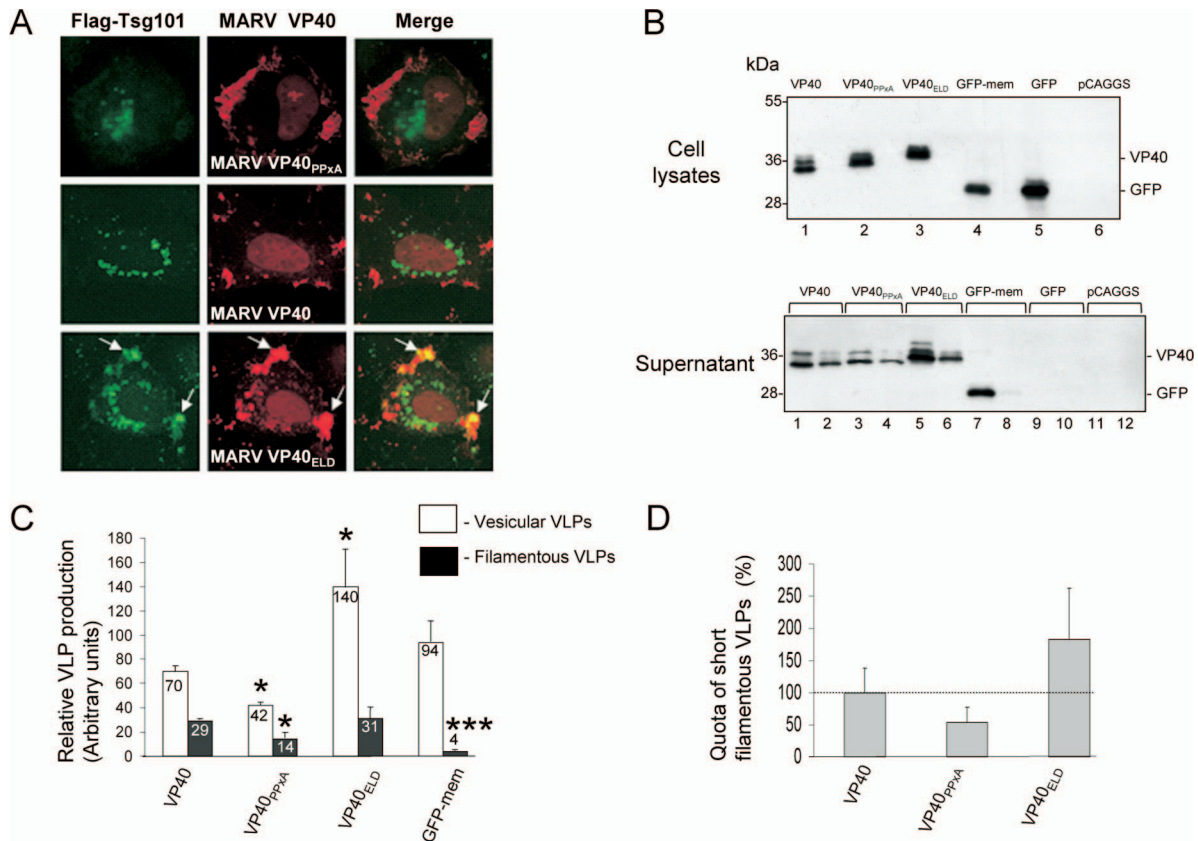 A
Flag-Tsg101 MARV VP40 Merge
MARV VP40PPxA
MARV VP40
MARV VP40ELD
B
kDa
VP40 VP40PPxA VP40ELD GFP-mem GFP pCAGGS
55
36
28
Cell
lysates
VP40
GFP
1 2 3 4 5 6
VP40 VP40PPxA VP40ELD GFP-mem GFP pCAGGS
Supernatant
36
28
VP40
GFP
1 2 3 4 5 6 7 8 9 10 11 12
C
- Vesicular VLPs
- Filamentous VLPs
Relative VLP production
(Arbitrary units)
180
160
140
120
100
80
60
40
20
0
70 29
* 42 * 14
* 140 31
94 *** 4
VP40 VP40PPxA VP40ELD GFP-mem
D
Quota of short
filamentous VLPs (%)
300
250
200
150
100
50
0
VP40 VP40PPxA VP40ELD